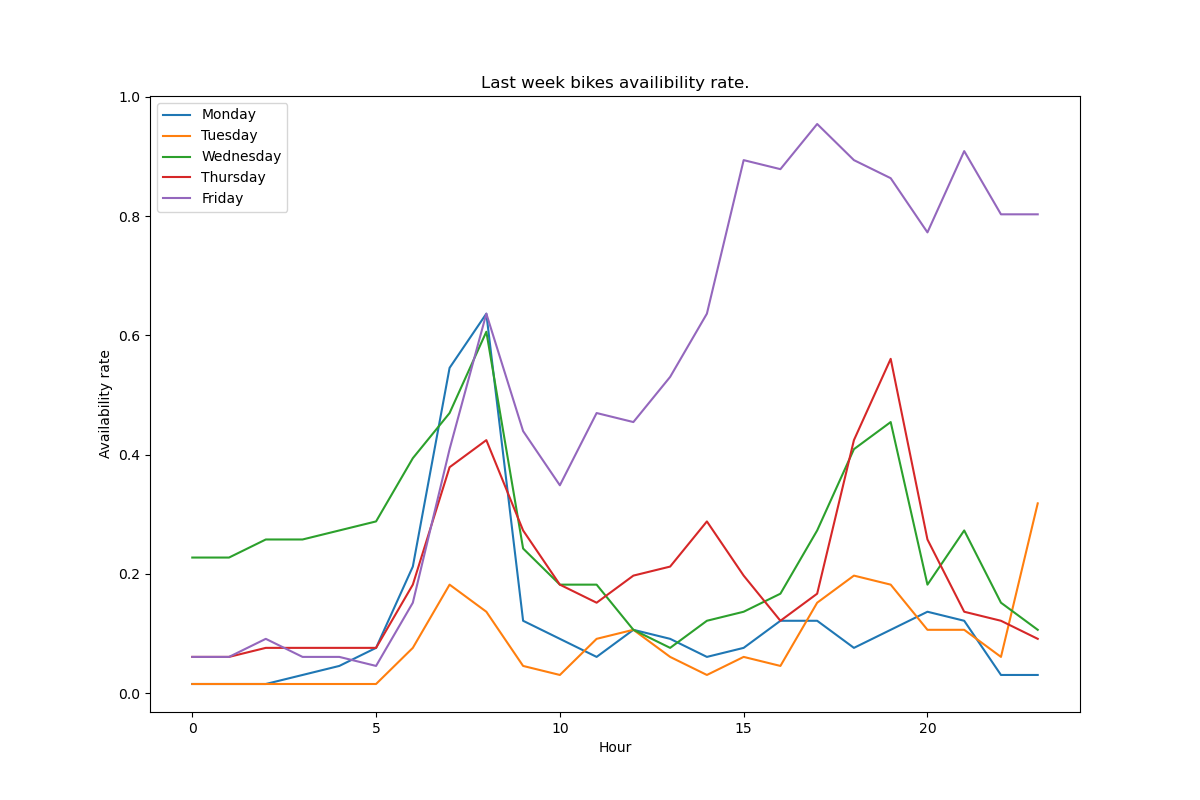 Last week bikes availibility rate.
1.0
0.8
0.6
0.4
0.2
0.0
Availability rate
Monday
Tuesday
Wednesday
Thursday
Friday
0 5 10 15 20
Hour